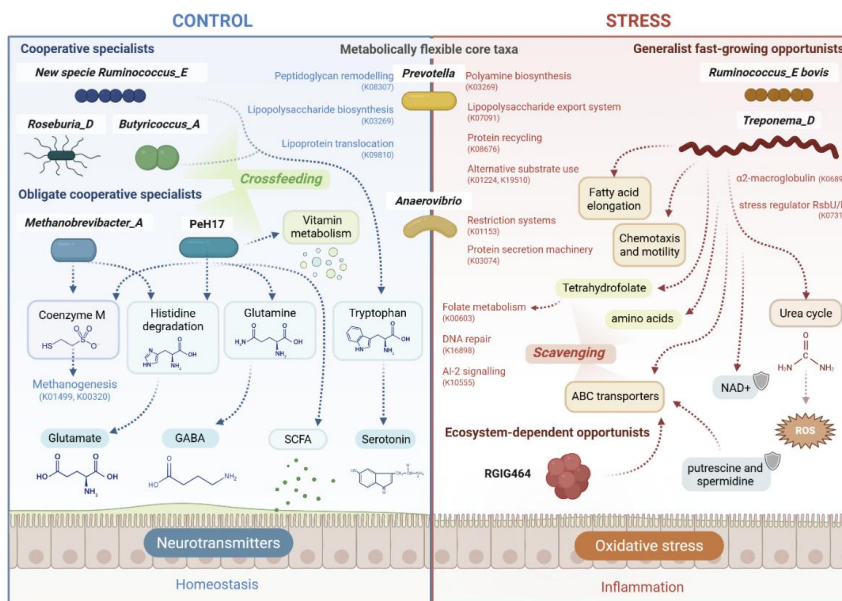 CONTROL
STRESS
Cooperative specialists
Metabolically flexible core taxa
Generalist fast-growing opportunists
New specie Ruminococcus_E
Roseburia_D
Butyricoccus_A
Peptidoglycan remodelling
(K08307)
Lipopolysaccharide biosynthesis
(K03269)
Lipoprotein translocation
(K09810)
Crossfeeding
Prevotella
Polyamine biosynthesis
(K03269)
Lipopolysaccharide export system
(K07091)
Protein recycling
(K08676)
Alternative substrate use
(K01224, K19510)
Ruminococcus_E bovis
Treponema_D
α2-macroglobulin
stress regulator
Fatty acid
elongation
Chemotaxis
and motility
Obligate cooperative specialists
Methanobrevibacter_A
PeH17
Vitamin
metabolism
Anaerovibrio
Restriction systems
(K01153)
Protein secretion machinery
(K03074)
Coenzyme M
HS
S
O
O
O⁻
Methanogenesis
(K01499, K00320)
Histidine
degradation
Glutamine
Tryptophan
Tetrahydrofolate
amino acids
Urea cycle
Folate metabolism
(K00603)
DNA repair
(K16898)
AI-2 signalling
(K10555)
Scavenging
ABC transporters
NAD+
O
H₂N
NH₂
ROS
Glutamate
GABA
SCFA
Serotonin
Ecosystem-dependent opportunists
RGIG464
putrescine and
spermidine
Neurotransmitters
Oxidative stress
Homeostasis
Inflammation